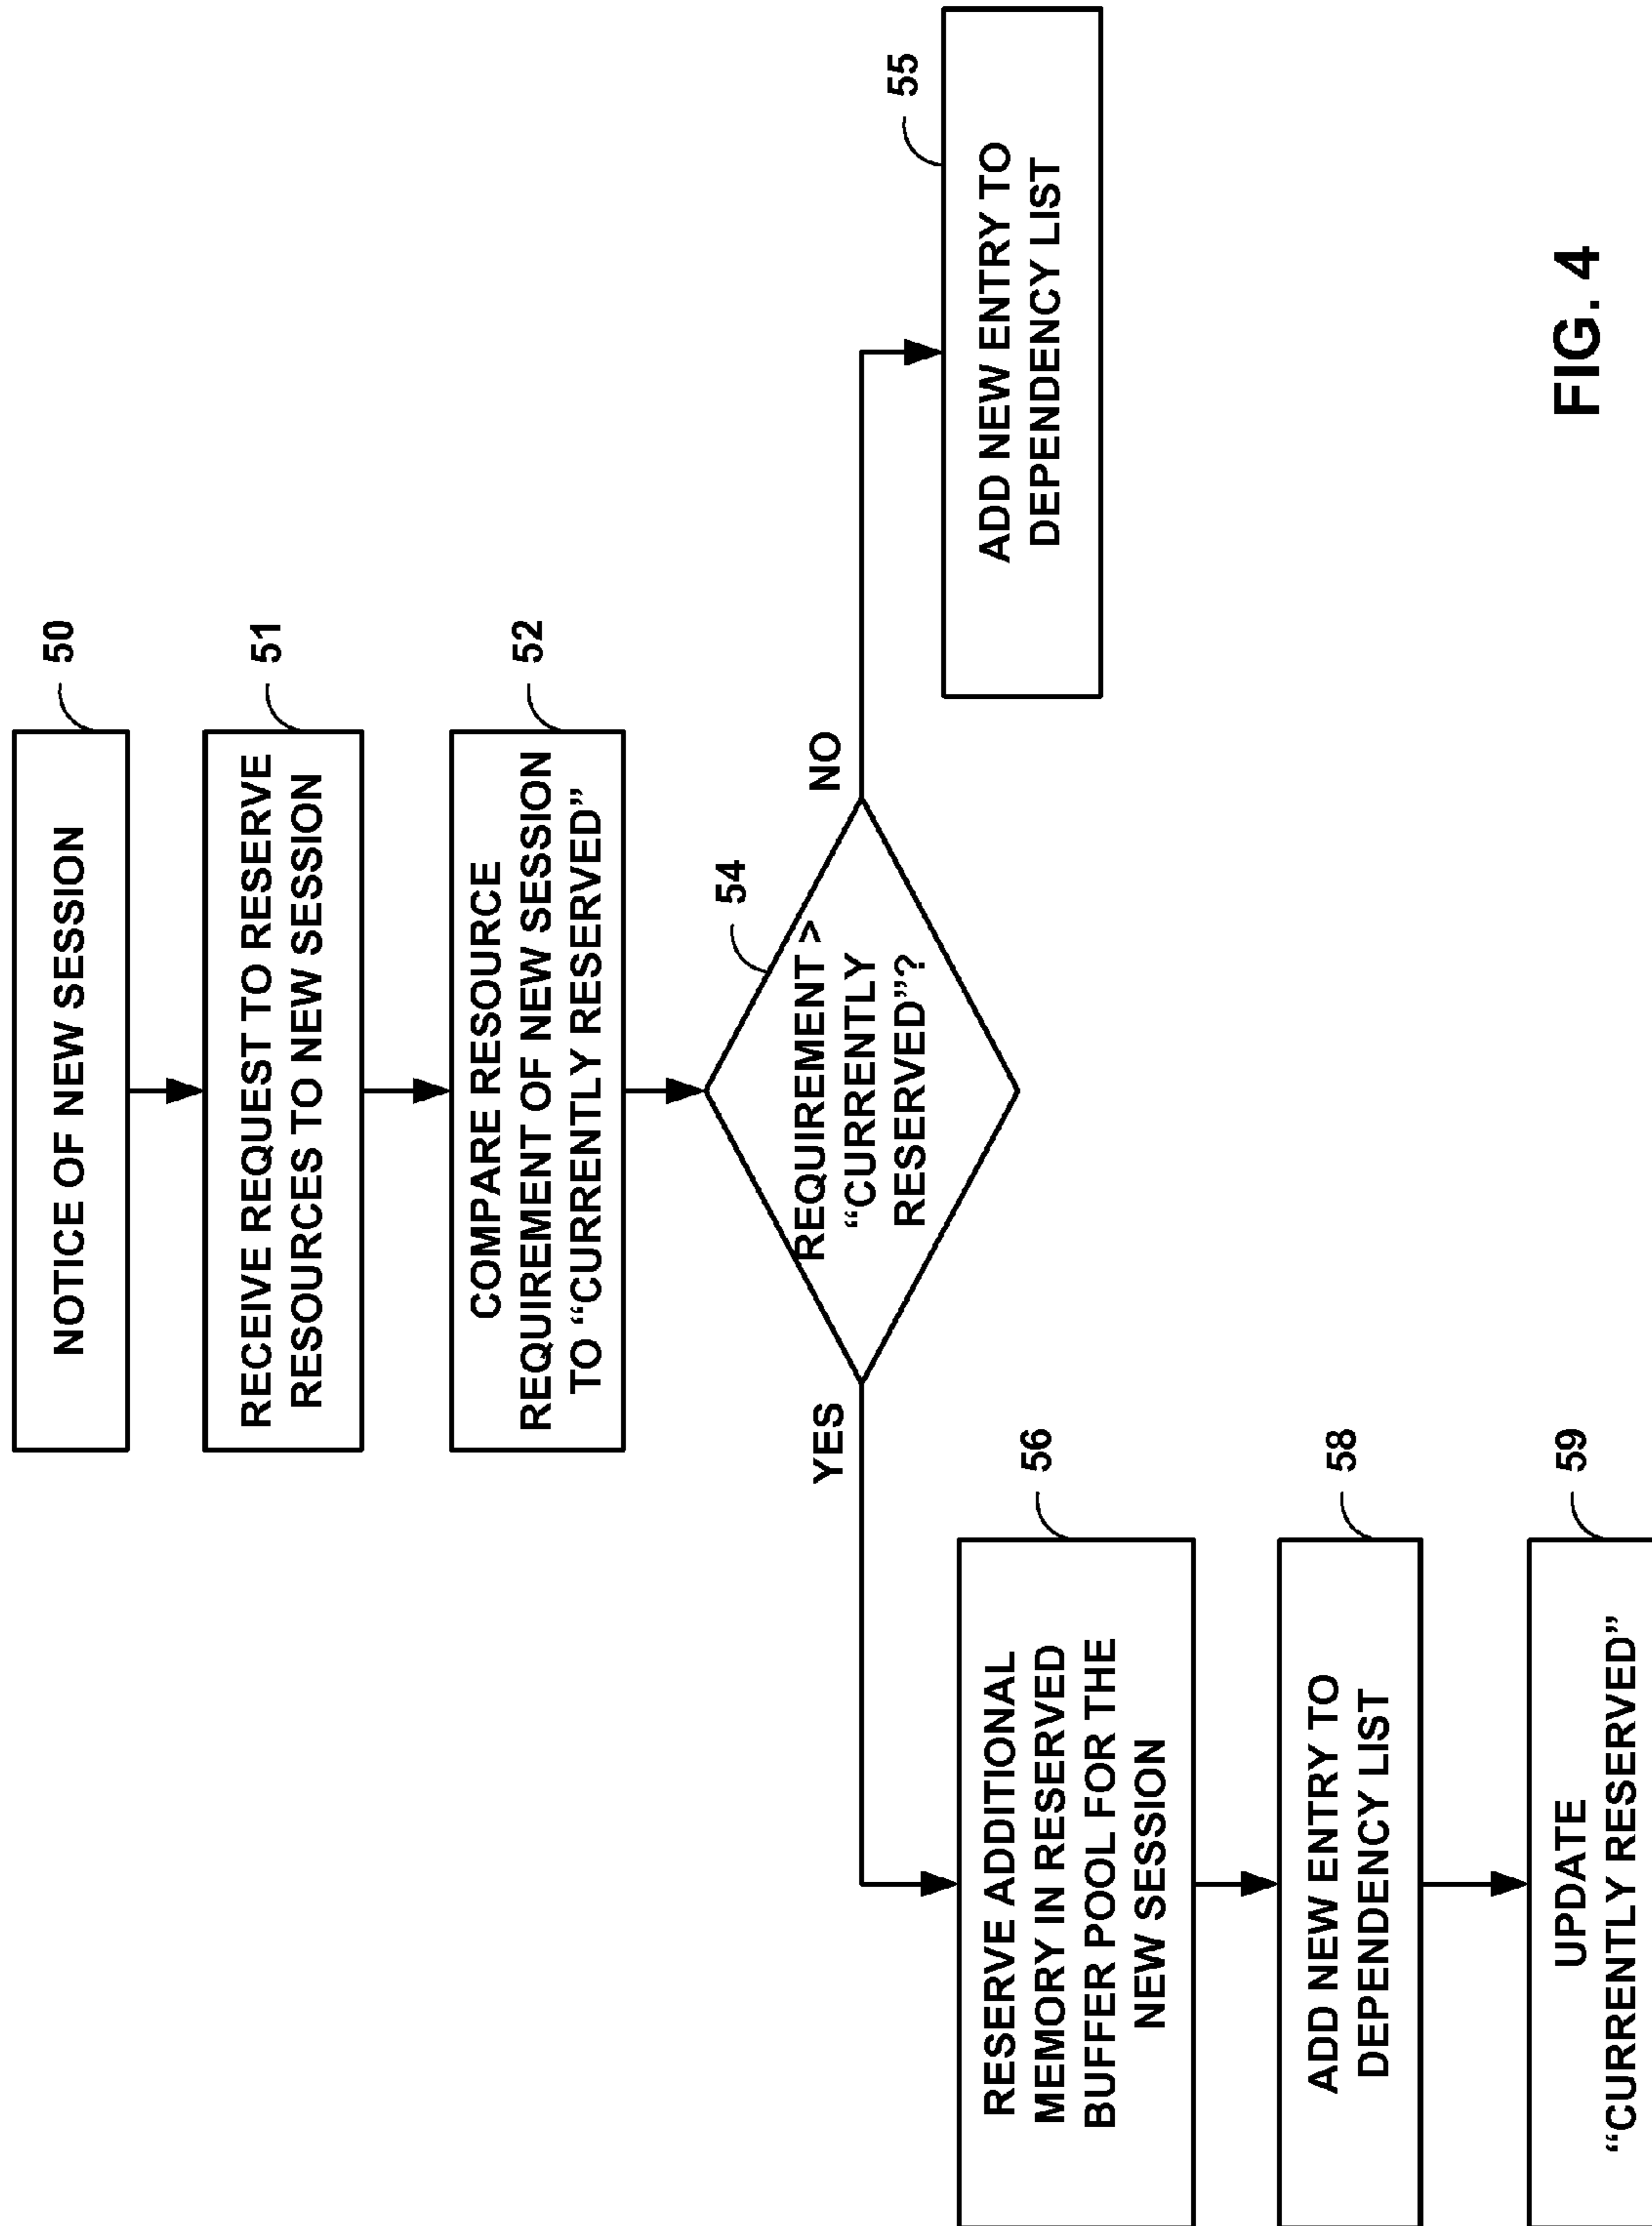 50
NOTICE OF NEW SESSION
51
RECEIVE REQUEST TO RESERVE
RESOURCES TO NEW SESSION
52
COMPARE RESOURCE
REQUIREMENT OF NEW SESSION
TO “CURRENTLY RESERVED”
54
REQUIREMENT >
“CURRENTLY
RESERVED”?
YES
NO
55
ADD NEW ENTRY TO
DEPENDENCY LIST
56
RESERVE ADDITIONAL
MEMORY IN RESERVED
BUFFER POOL FOR THE
NEW SESSION
58
ADD NEW ENTRY TO
DEPENDENCY LIST
59
UPDATE
“CURRENTLY RESERVED”
FIG. 4